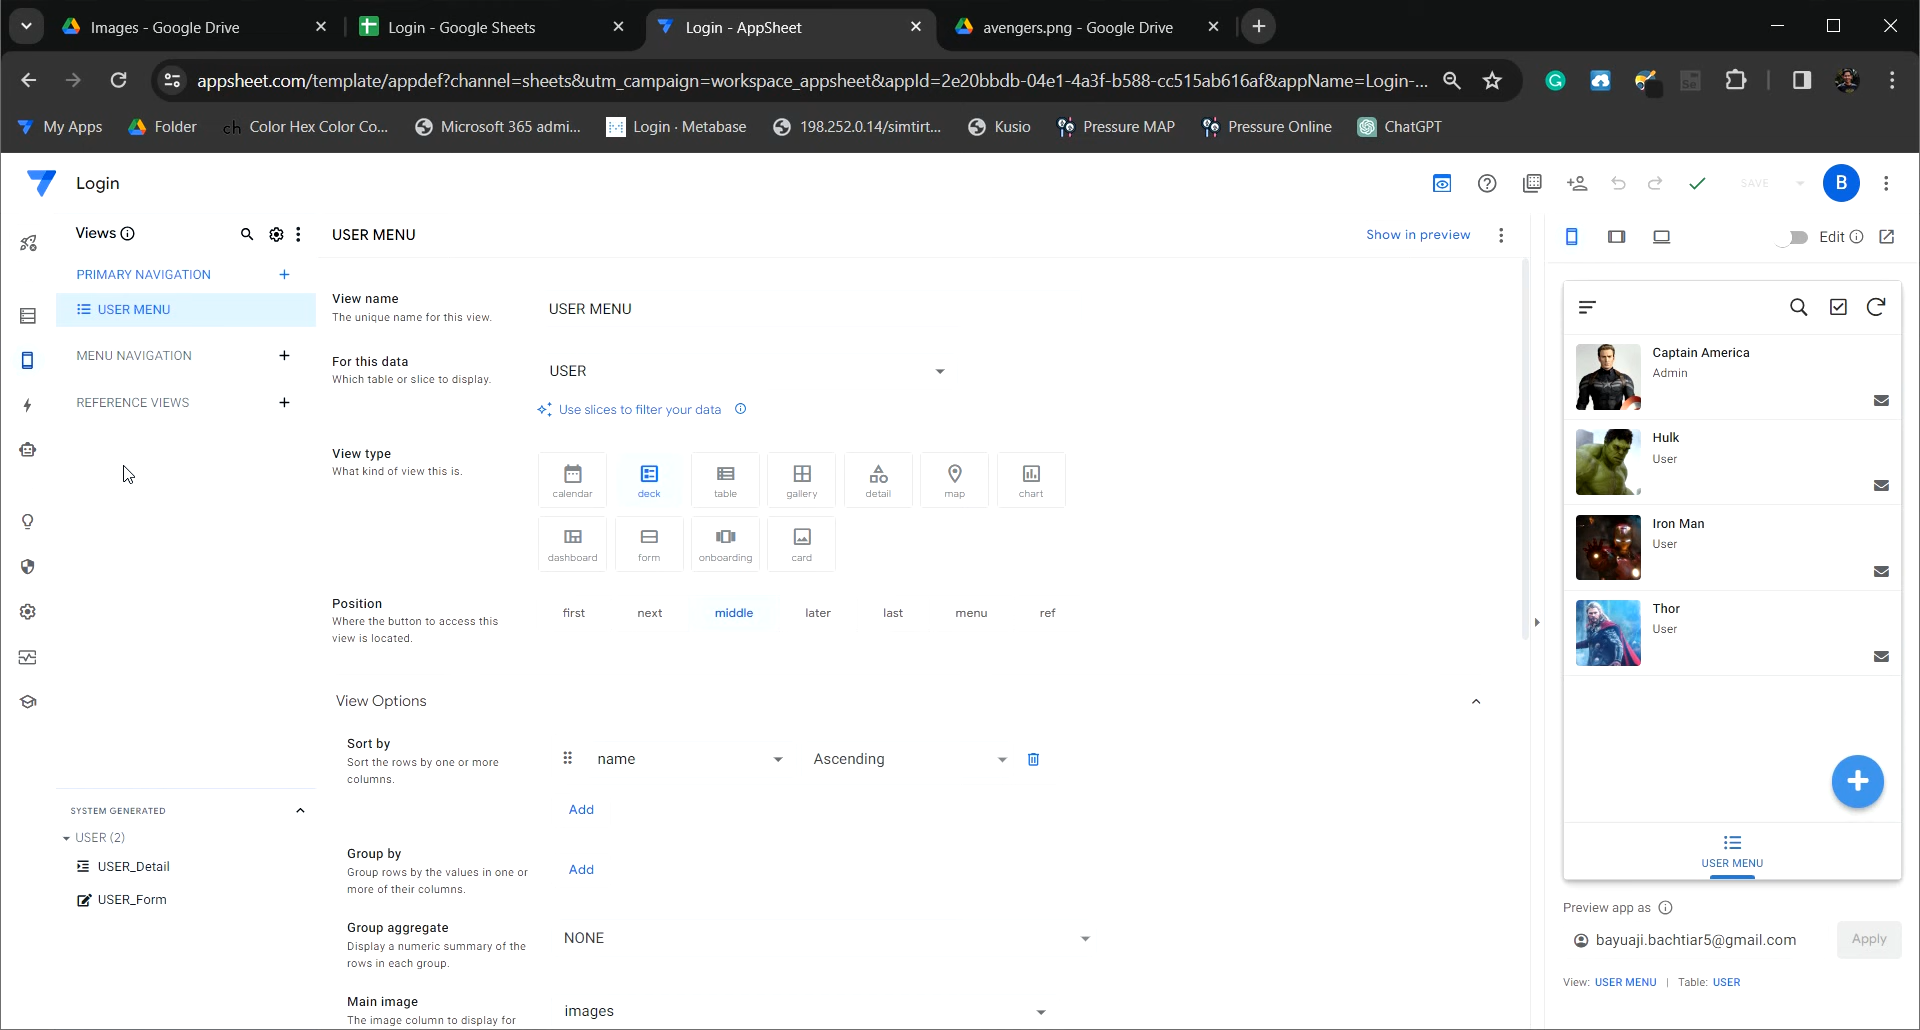 Images - Google Drive
Login - Google Sheets
Login - AppSheet
avengers.png - Google Drive
appsheet.com/template/appdef?channel=sheets&utm_campaign=workspace_appsheet&appId=2e20bbdb-04e1-4a3f-b588-cc515ab616af&appName=Login-...
My Apps
Folder
ch Color Hex Color Co...
Microsoft 365 admi...
Login · Metabase
198.252.0.14/simtirt...
Kusio
Pressure MAP
Pressure Online
ChatGPT
Login
SAVE
B
Views
PRIMARY NAVIGATION
USER MENU
MENU NAVIGATION
REFERENCE VIEWS
SYSTEM GENERATED
USER (2)
USER_Detail
USER_Form
USER MENU
Show in preview
View name
The unique name for this view.
USER MENU
For this data
Which table or slice to display.
USER
Use slices to filter your data
View type
What kind of view this is.
calendar
deck
table
gallery
detail
map
chart
dashboard
form
onboarding
card
Position
Where the button to access this
view is located.
first
next
middle
later
last
menu
ref
View Options
Sort by
Sort the rows by one or more
columns.
name
Ascending
Add
Group by
Group rows by the values in one or
more of their columns.
Add
Group aggregate
Display a numeric summary of the
rows in each group.
NONE
Main image
The image column to display for
images
Edit
Captain America
Admin
Hulk
User
Iron Man
User
Thor
User
USER MENU
Preview app as
bayuaji.bachtiar5@gmail.com
Apply
View: USER MENU | Table: USER